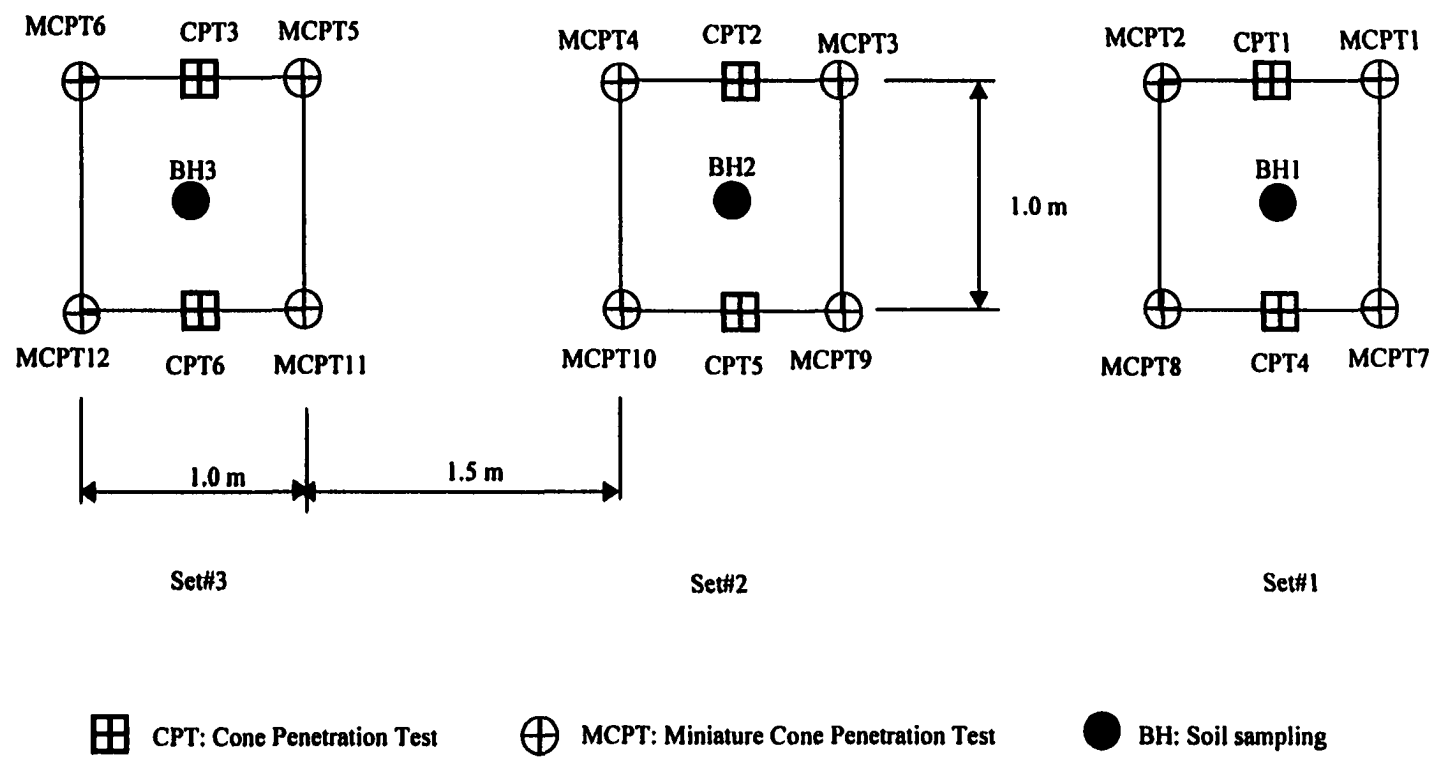 MCPT6 CPT3 MCPT5 MCPT4 CPT2 MCPT3 MCPT2 CPT1 MCPT1
BH3 BH2 BH1
1.0 m
MCPT12 CPT6 MCPT11 MCPT10 CPT5 MCPT9 MCPT8 CPT4 MCPT7
1.0 m 1.5 m
Set#3 Set#2 Set#1
CPT: Cone Penetration Test MCPT: Miniature Cone Penetration Test BH: Soil sampling